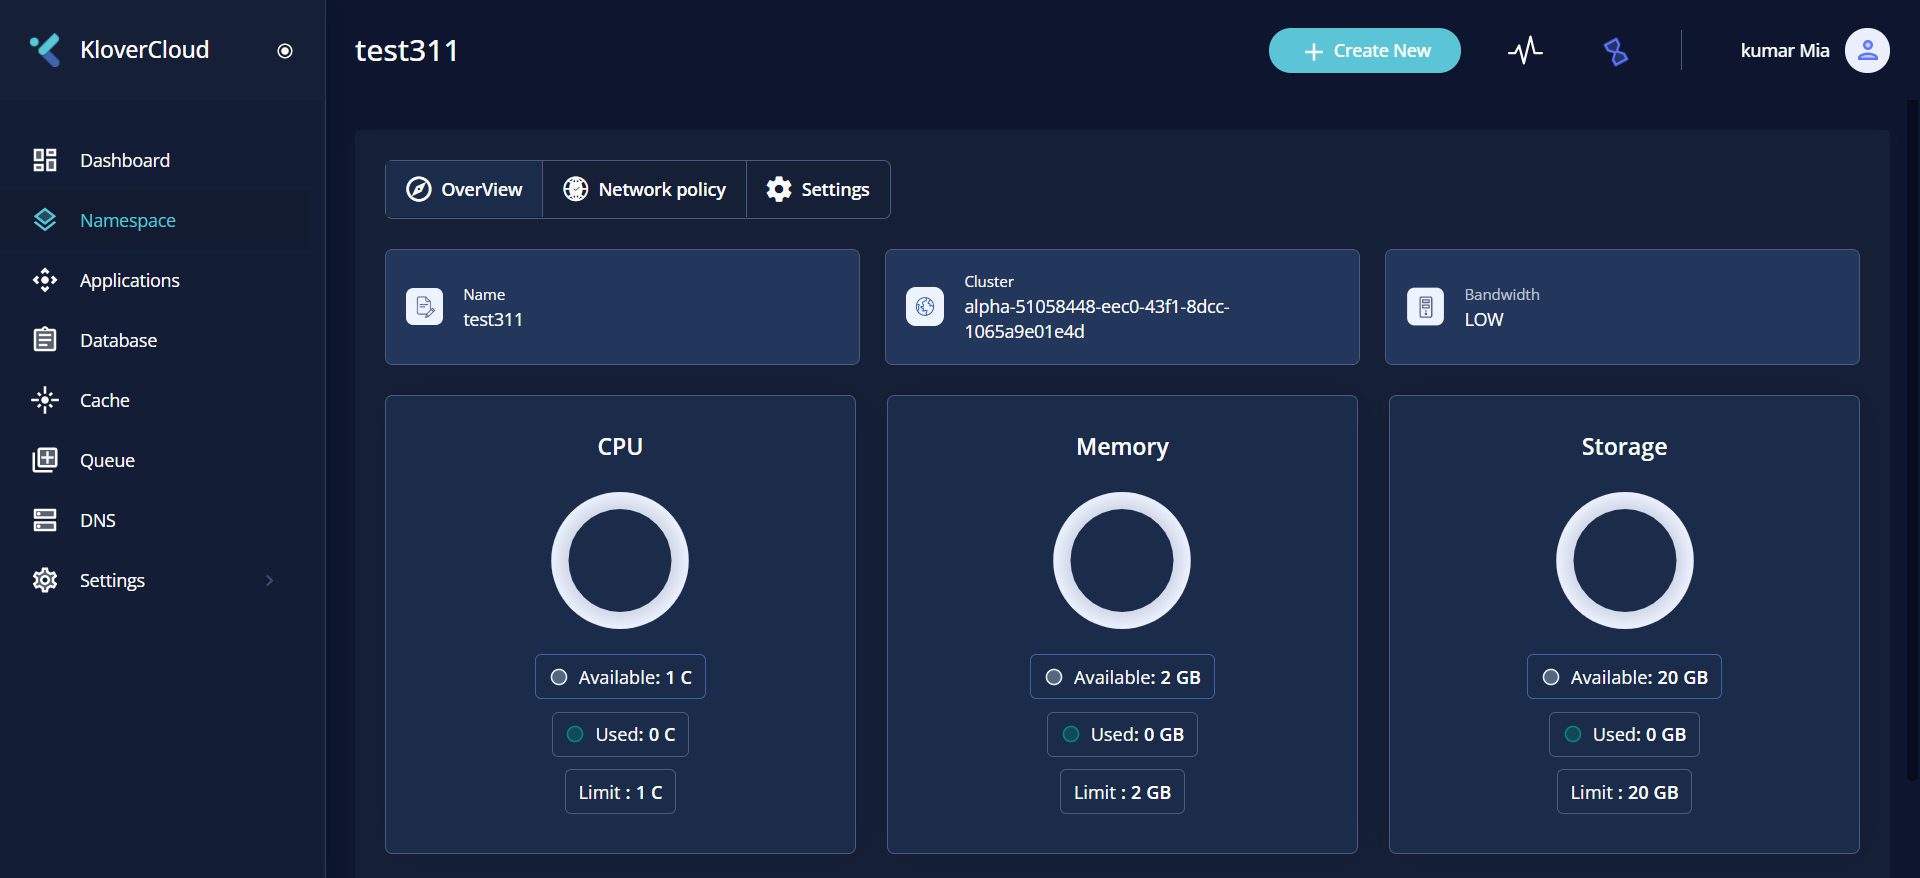 KloverCloud
test311
Create New
kumar Mia
Dashboard
Namespace
Applications
Database
Cache
Queue
DNS
Settings
OverView
Network policy
Settings
Name
test311
Cluster
alpha-51058448-eec0-43f1-8dcc-
1065a9e01e4d
Bandwidth
LOW
CPU
Available: 1 C
Used: 0 C
Limit : 1 C
Memory
Available: 2 GB
Used: 0 GB
Limit : 2 GB
Storage
Available: 20 GB
Used: 0 GB
Limit : 20 GB